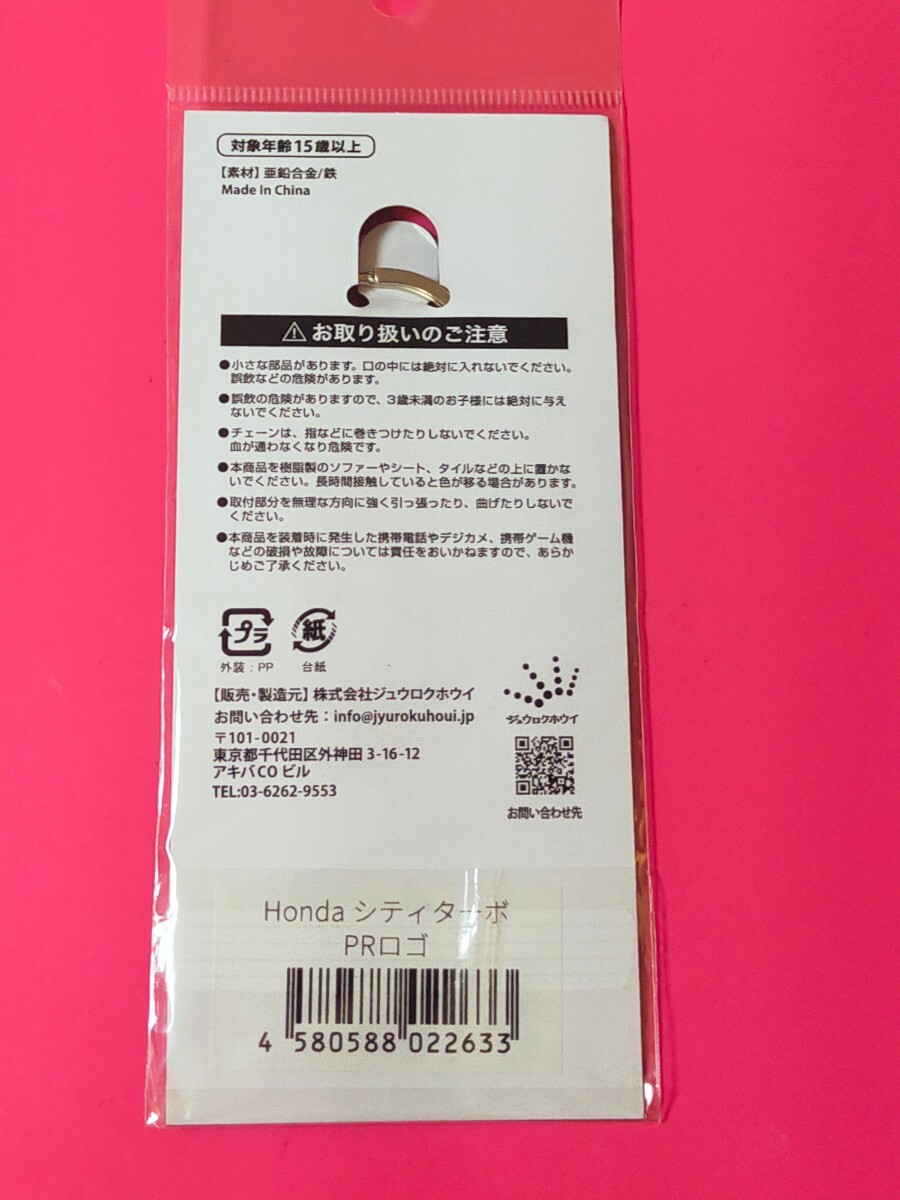 対象年齢15歳以上
【素材】亜鉛合金/鉄
Made In China
⚠お取り扱いのご注意
●小さな部品があります。口の中には絶対に入れないでください。
誤飲などの危険があります。
●誤飲の危険がありますので、3歳未満のお子様には絶対に与え
ないでください。
●チェーンは、指などに巻きつけたりしないでください。
血が通わなくなり危険です。
●本商品を樹脂製のソファーやシート、タイルなどの上に置かな
いでください。長時間接触していると色が移る場合があります。
●取付部分を無理な方向に強く引っ張ったり、曲げたりしないで
ください。
●本商品を装着時に発生した携帯電話やデジカメ、携帯ゲーム機
などの破損や故障については責任をおいかねますので、あらか
じめご了承ください。
プラ 紙
外装:PP 台紙
【販売・製造元】株式会社ジュウロクホウイ
お問い合わせ先:info@jyurokuhoui.jp
〒101-0021
東京都千代田区外神田3-16-12
アキバCOビル
TEL:03-6262-9553
ジュウロクホウイ
お問い合わせ先
Honda シティターボ
PRロゴ
4 580588 022633